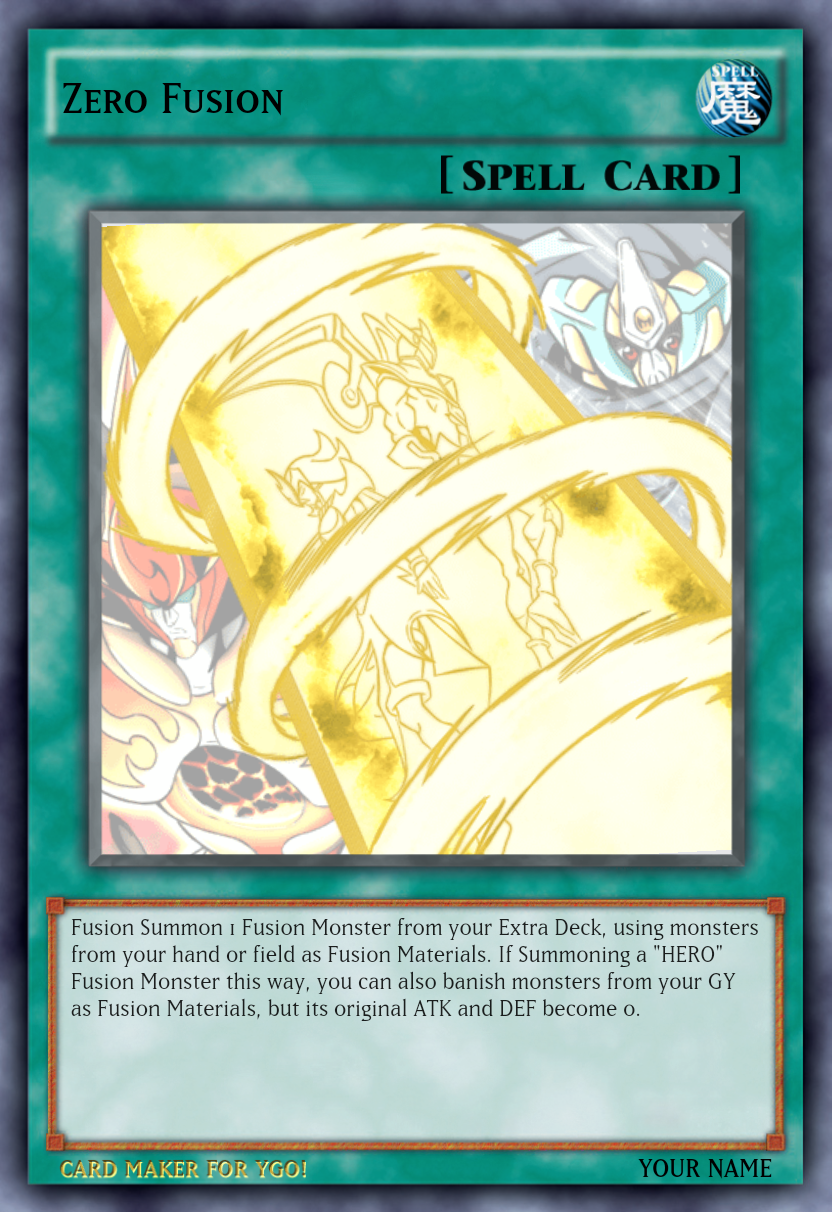 Zero Fusion
SPELL
魔
[SPELL CARD]
Fusion Summon 1 Fusion Monster from your Extra Deck, using monsters
from your hand or field as Fusion Materials. If Summoning a "HERO"
Fusion Monster this way, you can also banish monsters from your GY
as Fusion Materials, but its original ATK and DEF become 0.
CARD MAKER FOR YGO!
YOUR NAME